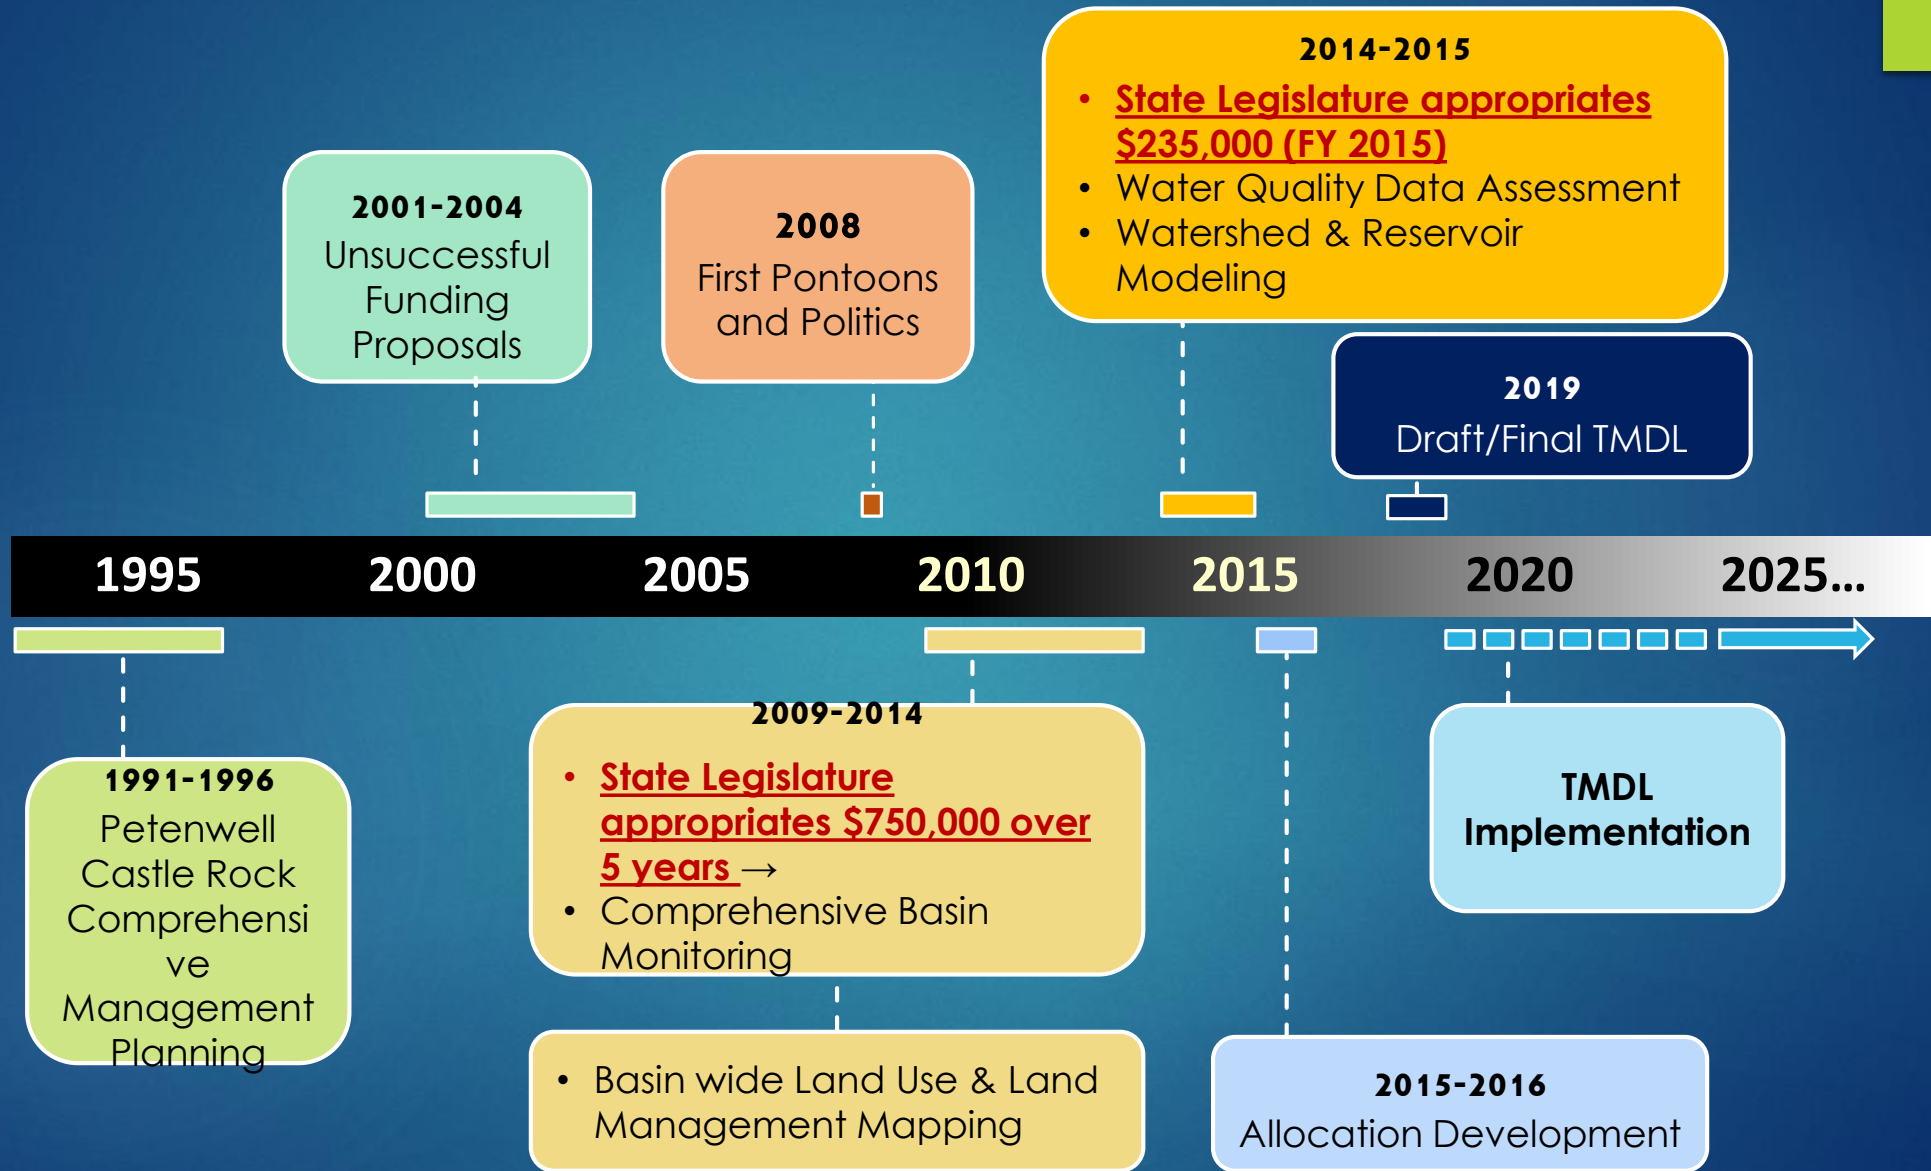 2014-2015
• State Legislature appropriates
$235,000 (FY 2015)
• Water Quality Data Assessment
• Watershed & Reservoir
Modeling
2001-2004
Unsuccessful
Funding
Proposals
2008
First Pontoons
and Politics
2019
Draft/Final TMDL
1995 2000 2005 2010 2015 2020 2025...
1991-1996
Petenwell
Castle Rock
Comprehensi
ve
Management
Planning
2009-2014
• State Legislature
appropriates $750,000 over
5 years →
• Comprehensive Basin
Monitoring
• Basin wide Land Use & Land
Management Mapping
TMDL
Implementation
2015-2016
Allocation Development